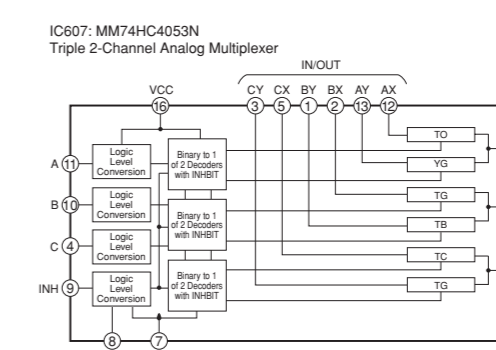 IC607: MM74HC4053N
Triple 2-Channel Analog Multiplexer
IN/OUT
VCC CY CX BY BX AY AX
16 3 5 1 2 13 12
TO
A 11
Logic
Level
Conversion
Binary to 1
of 2 Decoders
with INHBIT
YG
B 10
Logic
Level
Conversion
TG
Binary to 1
of 2 Decoders
with INHBIT
TB
C 4
Logic
Level
Conversion
TC
INH 9
Logic
Level
Conversion
Binary to 1
of 2 Decoders
with INHBIT
TG
8 7